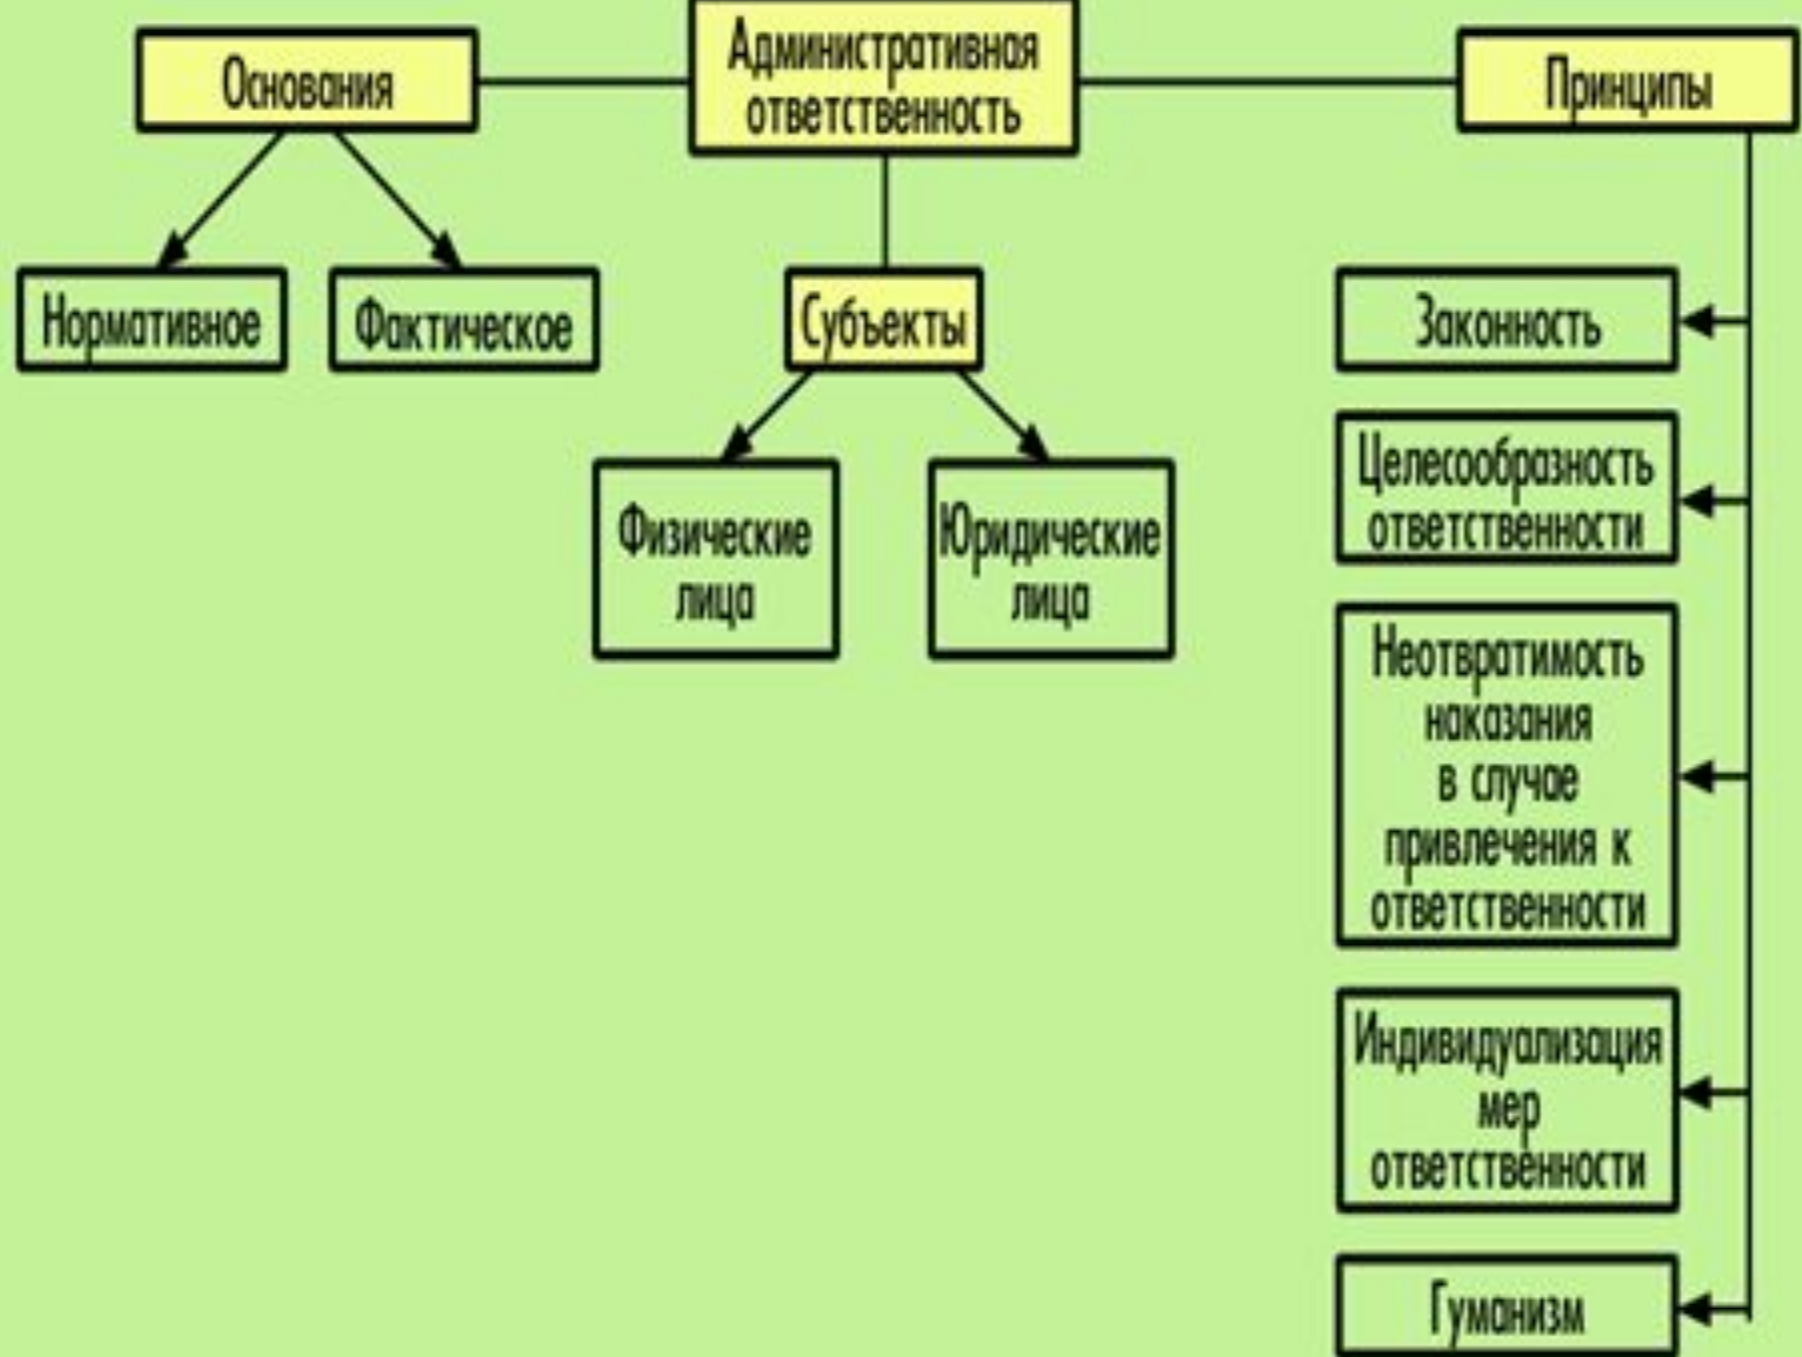 Административная
ответственность
Основания
Нормативное
Фактическое
Субъекты
Физические
лица
Юридические
лица
Принципы
Законность
Целесообразность
ответственности
Неотвратимость
наказания
в случае
привлечения к
ответственности
Индивидуализация
мер
ответственности
Гуманизм